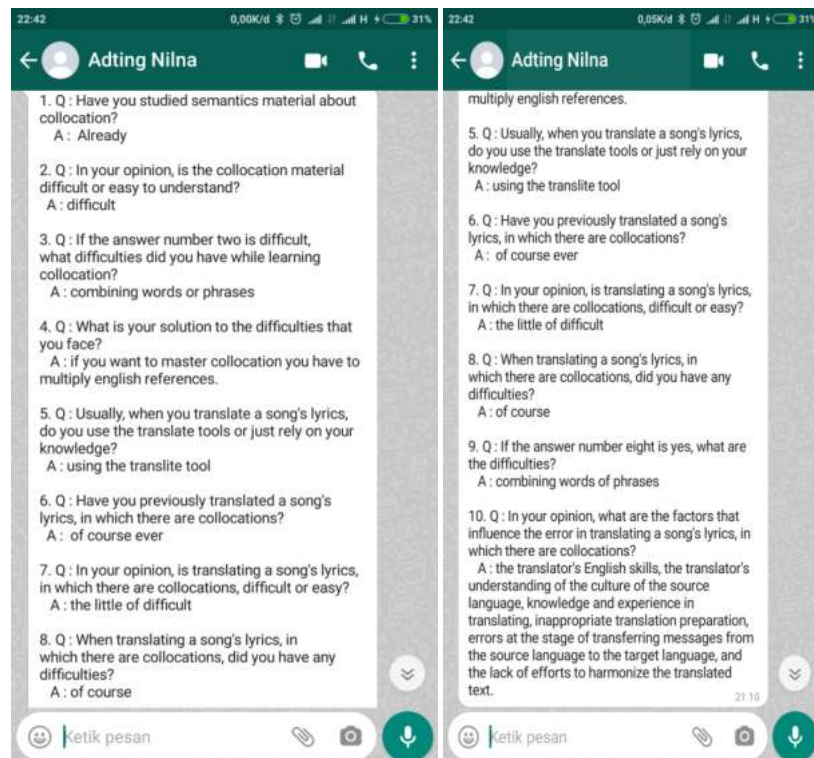 22:42
0,00K/d
H
31%
Adting Nilna
1. Q : Have you studied semantics material about
collocation?
A : Already
2. Q : In your opinion, is the collocation material
difficult or easy to understand?
A : difficult
3. Q : If the answer number two is difficult,
what difficulties did you have while learning
collocation?
A : combining words or phrases
4. Q : What is your solution to the difficulties that
you face?
A : if you want to master collocation you have to
multiply english references.
5. Q : Usually, when you translate a song's lyrics,
do you use the translate tools or just rely on your
knowledge?
A : using the translite tool
6. Q : Have you previously translated a song's
lyrics, in which there are collocations?
A : of course ever
7. Q : In your opinion, is translating a song's lyrics,
in which there are collocations, difficult or easy?
A : the little of difficult
8. Q : When translating a song's lyrics, in
which there are collocations, did you have any
difficulties?
A : of course
Ketik pesan
22:42
0,05K/d
H
31%
Adting Nilna
multiply english references.
5. Q : Usually, when you translate a song's lyrics,
do you use the translate tools or just rely on your
knowledge?
A : using the translite tool
6. Q : Have you previously translated a song's
lyrics, in which there are collocations?
A : of course ever
7. Q : In your opinion, is translating a song's lyrics,
in which there are collocations, difficult or easy?
A : the little of difficult
8. Q : When translating a song's lyrics, in
which there are collocations, did you have any
difficulties?
A : of course
9. Q : If the answer number eight is yes, what are
the difficulties?
A : combining words of phrases
10. Q : In your opinion, what are the factors that
influence the error in translating a song's lyrics, in
which there are collocations?
A : the translator's English skills, the translator's
understanding of the culture of the source
language, knowledge and experience in
translating, inappropriate translation preparation,
errors at the stage of transferring messages from
the source language to the target language, and
the lack of efforts to harmonize the translated
text.
21.10
Ketik pesan